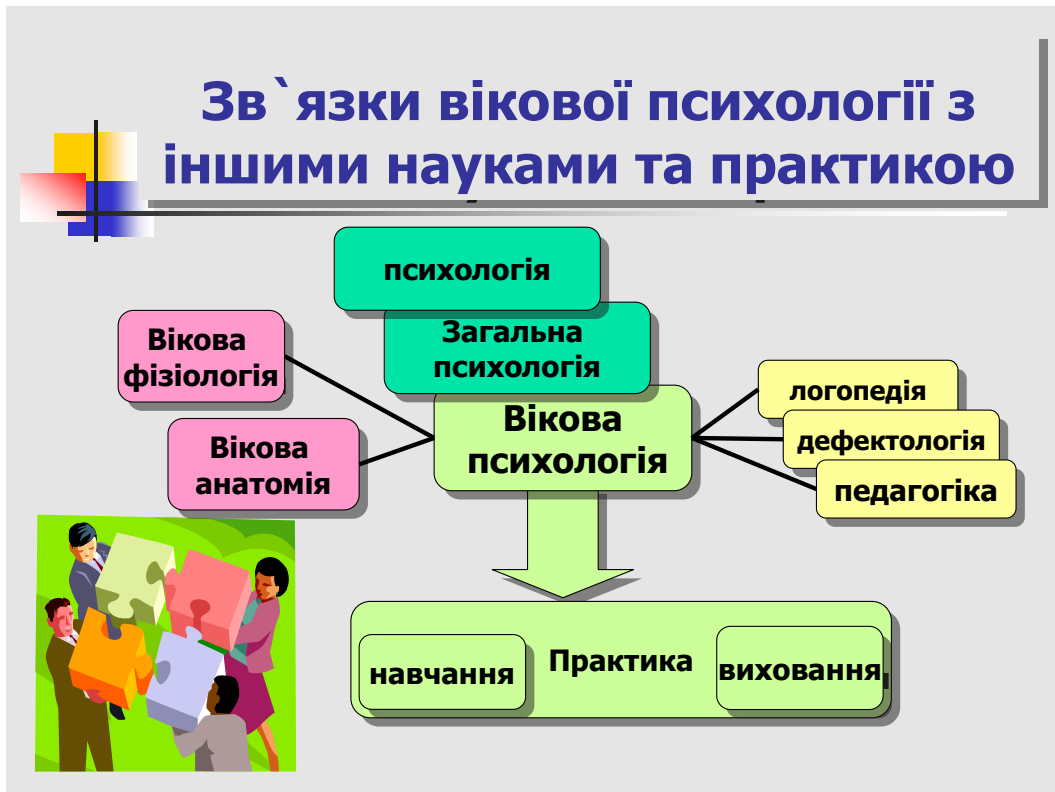 Зв`язки вікової психології з
іншими науками та практикою
психологія
Загальна
психологія
Вікова
фізіологія
Вікова
анатомія
Вікова
психологія
логопедія
дефектологія
педагогіка
навчання
Практика
виховання